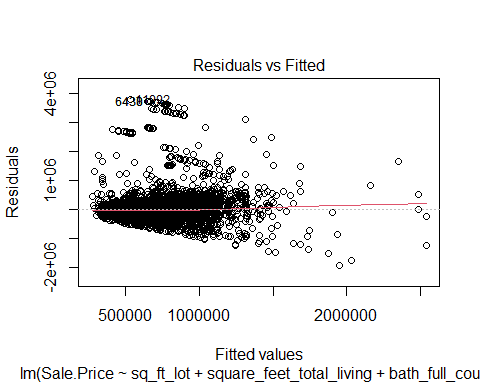 Residuals vs Fitted
4e+06
1e+06
-2e+06
Residuals
500000 1000000 2000000
Fitted values
lm(Sale.Price ~ sq_ft_lot + square_feet_total_living + bath_full_cou